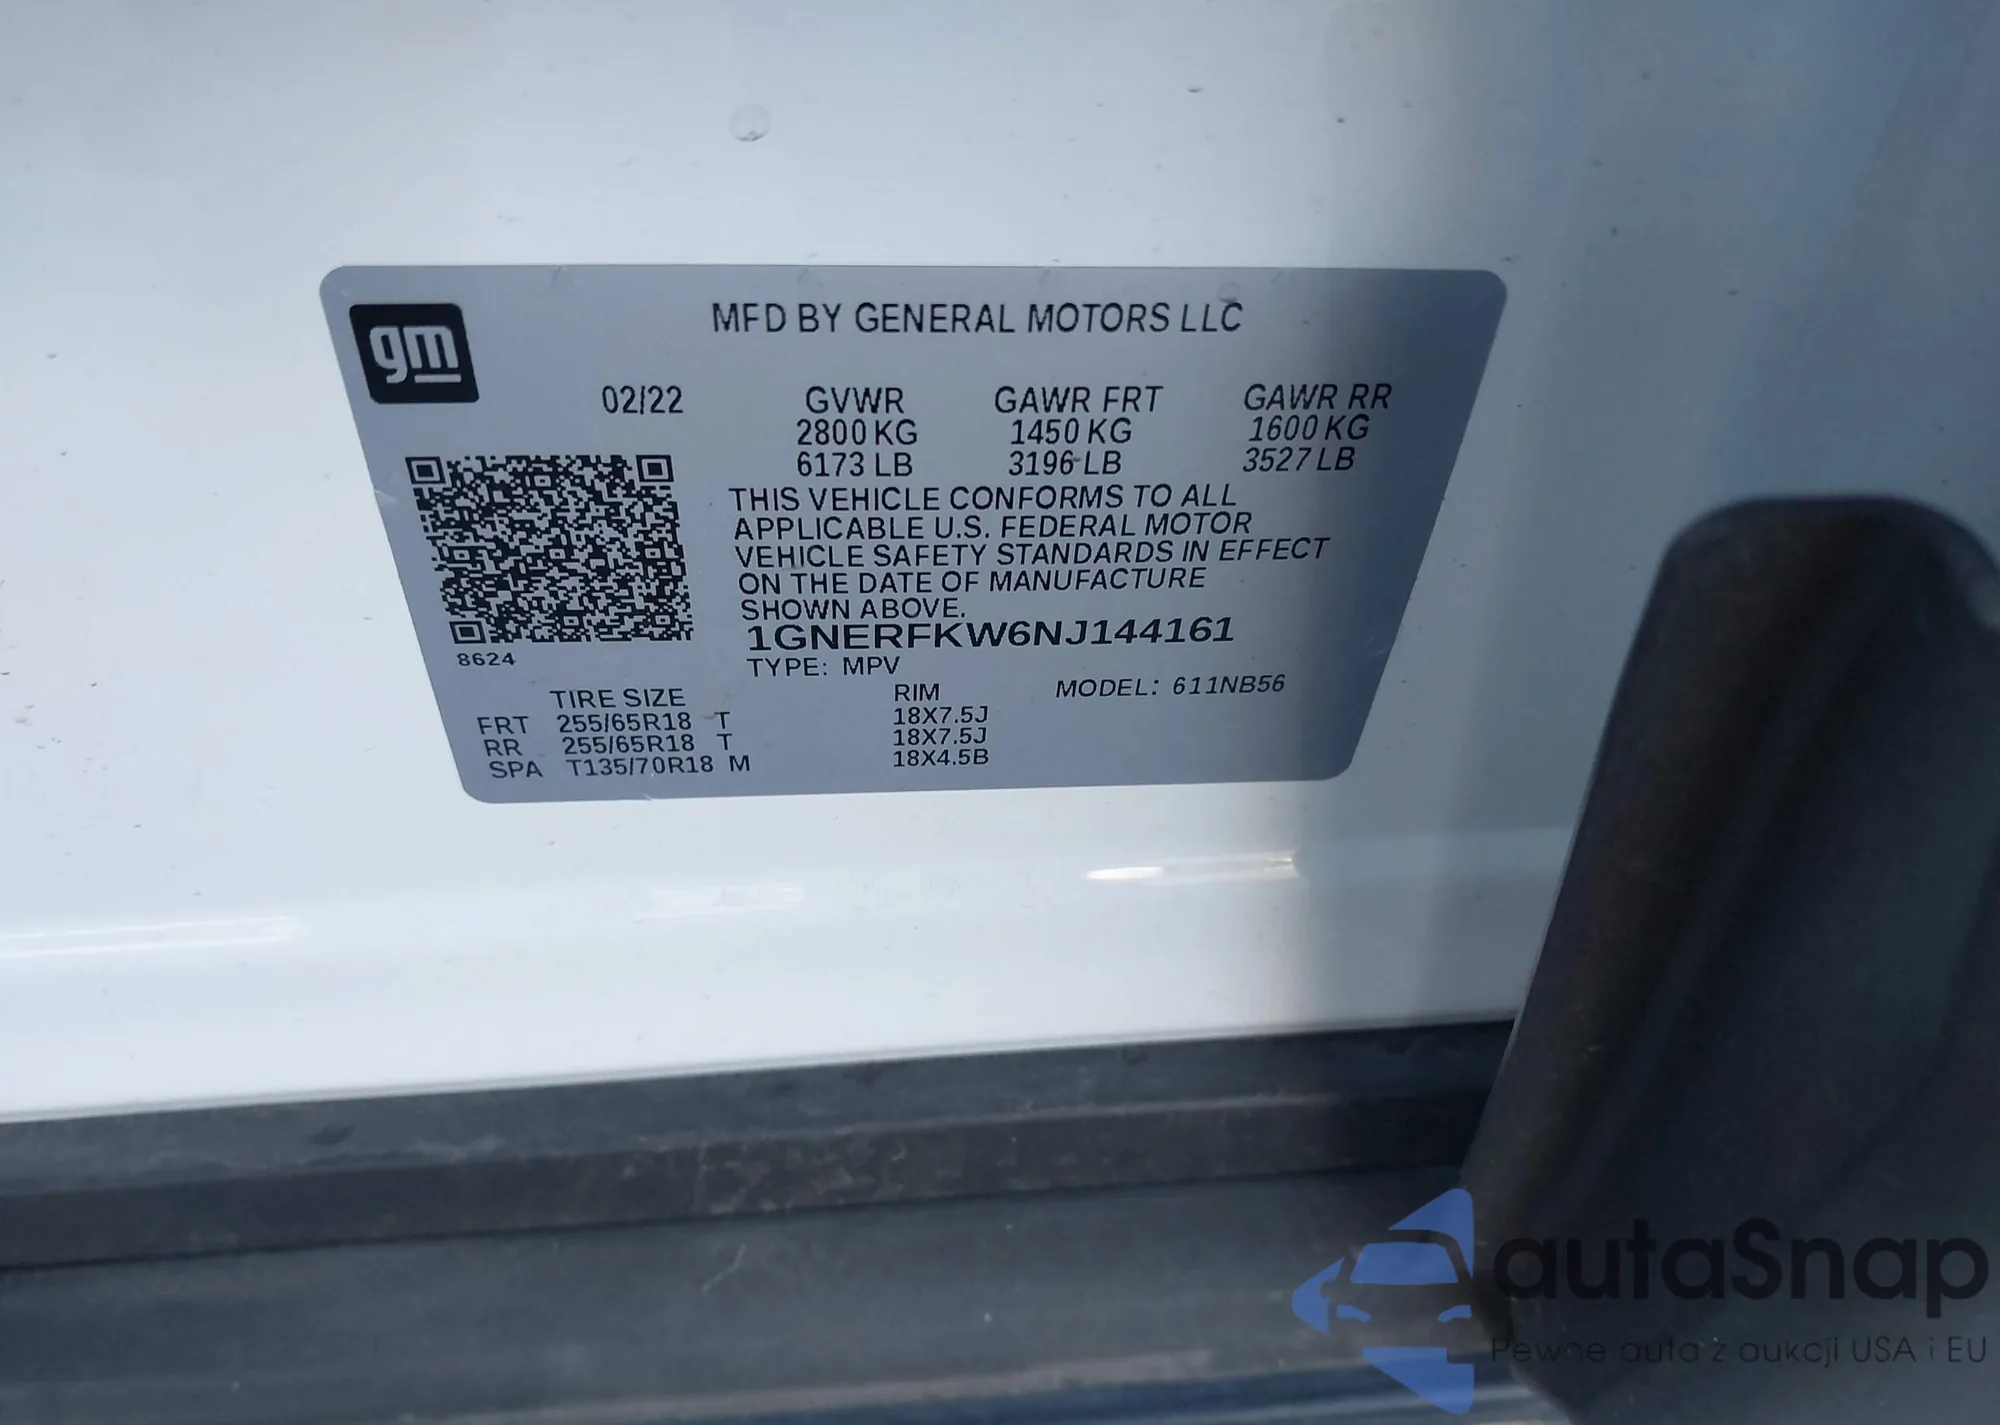 gm
MFD BY GENERAL MOTORS LLC
02/22 GVWR GAWR FRT GAWR RR
2800 KG 1450 KG 1600 KG
6173 LB 3196 LB 3527 LB
THIS VEHICLE CONFORMS TO ALL
APPLICABLE U.S. FEDERAL MOTOR
VEHICLE SAFETY STANDARDS IN EFFECT
ON THE DATE OF MANUFACTURE
SHOWN ABOVE.
1GNERFKW6NJ144161
8624
TYPE: MPV
TIRE SIZE RIM MODEL: 611NB56
FRT 255/65R18 T 18X7.5J
RR 255/65R18 T 18X7.5J
SPA T135/70R18 M 18X4.5B
autaSnap
Pewne auta z aukcji USA i EU